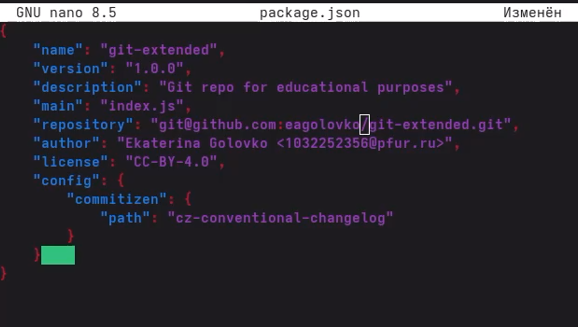 GNU nano 8.5 package.json Изменён
{
    "name": "git-extended",
    "version": "1.0.0",
    "description": "Git repo for educational purposes",
    "main": "index.js",
    "repository": "git@github.com:eagolovko/git-extended.git",
    "author": "Ekaterina Golovko <1032252356@pfur.ru>",
    "license": "CC-BY-4.0",
    "config": {
        "commitizen": {
            "path": "cz-conventional-changelog"
        }
    }
}